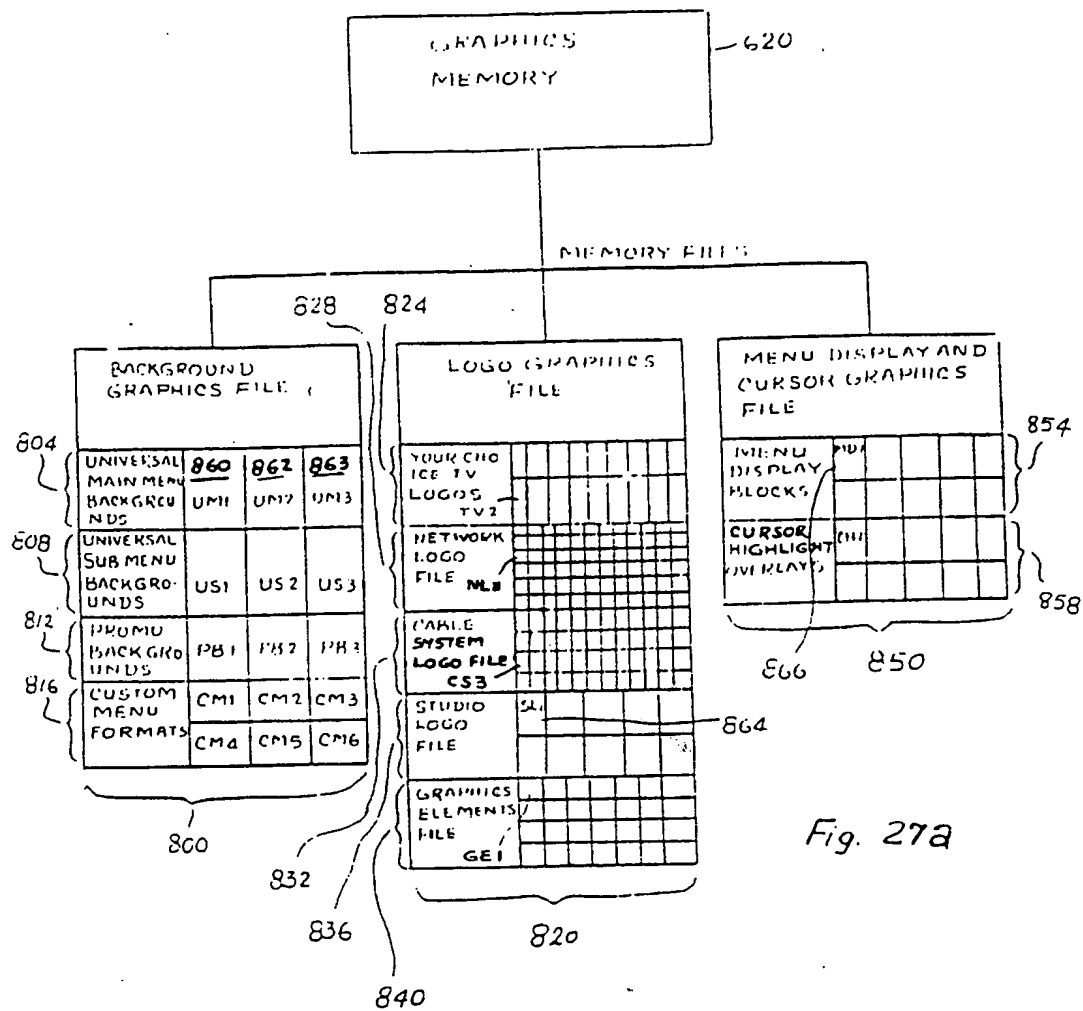 GRAPHICS
MEMORY
620
MEMORY FILES
828
824
BACKGROUND
GRAPHICS FILE
LOGO GRAPHICS
FILE
MENU DISPLAY AND
CURSOR GRAPHICS
FILE
804
UNIVERSAL
MAIN MENU
BACKGROU
NDS
860 862 863
UM1 UM2 UM3
808
UNIVERSAL
SUB MENU
BACKGRO-
UNDS
US1 US2 US3
812
PROMO
BACKGRO
UNDS
PB1 PB2 PB3
816
CUSTOM
MENU
FORMATS
CM1 CM2 CM3
CM4 CM5 CM6
800
YOUR CHO
ICE TV
LOGOS
TV2
NETWORK
LOGO
FILE
CABLE
SYSTEM
LOGO FILE
CS3
STUDIO
LOGO
FILE
864
GRAPHICS
ELEMENTS
FILE
GE1
832
836
840
820
MENU
DISPLAY
BLOCKS
854
CURSOR
HIGHLIGHT
OVERLAYS
858
866
850
Fig. 27a